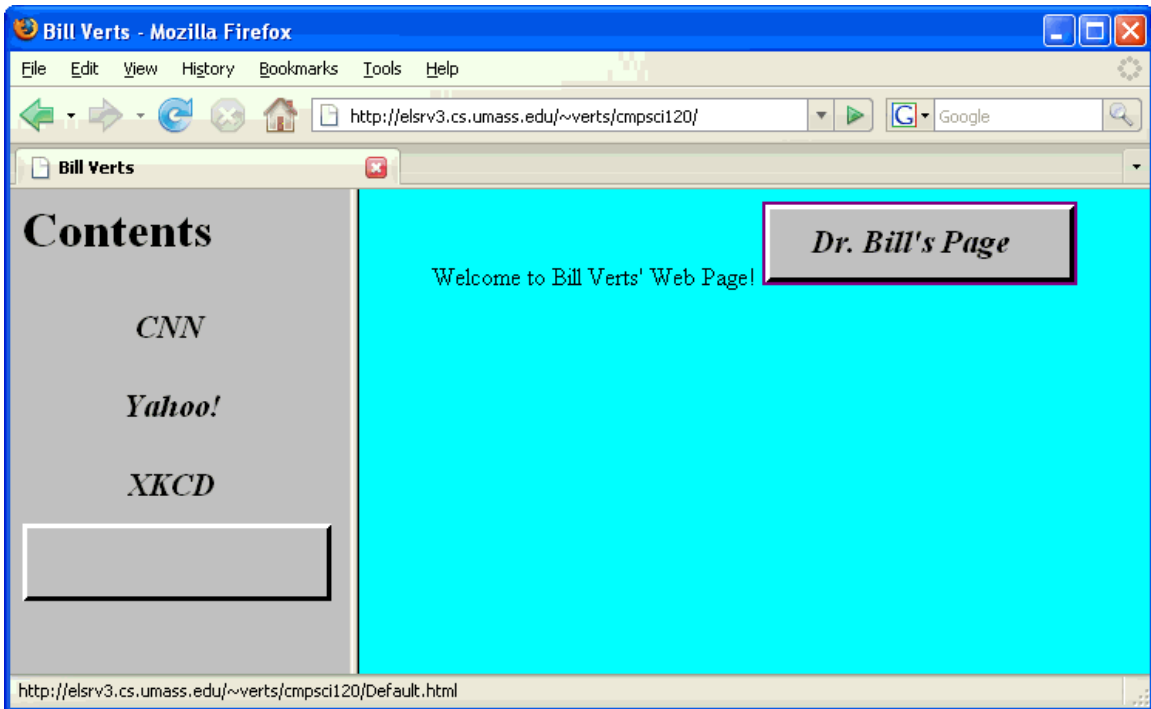 Bill Verts - Mozilla Firefox
File Edit View History Bookmarks Tools Help
http://elsrv3.cs.umass.edu/~verts/cmpsci120/
G Google
Bill Verts
Contents
CNN
Yahoo!
XKCD
Dr. Bill's Page
Welcome to Bill Verts' Web Page!
http://elsrv3.cs.umass.edu/~verts/cmpsci120/Default.html